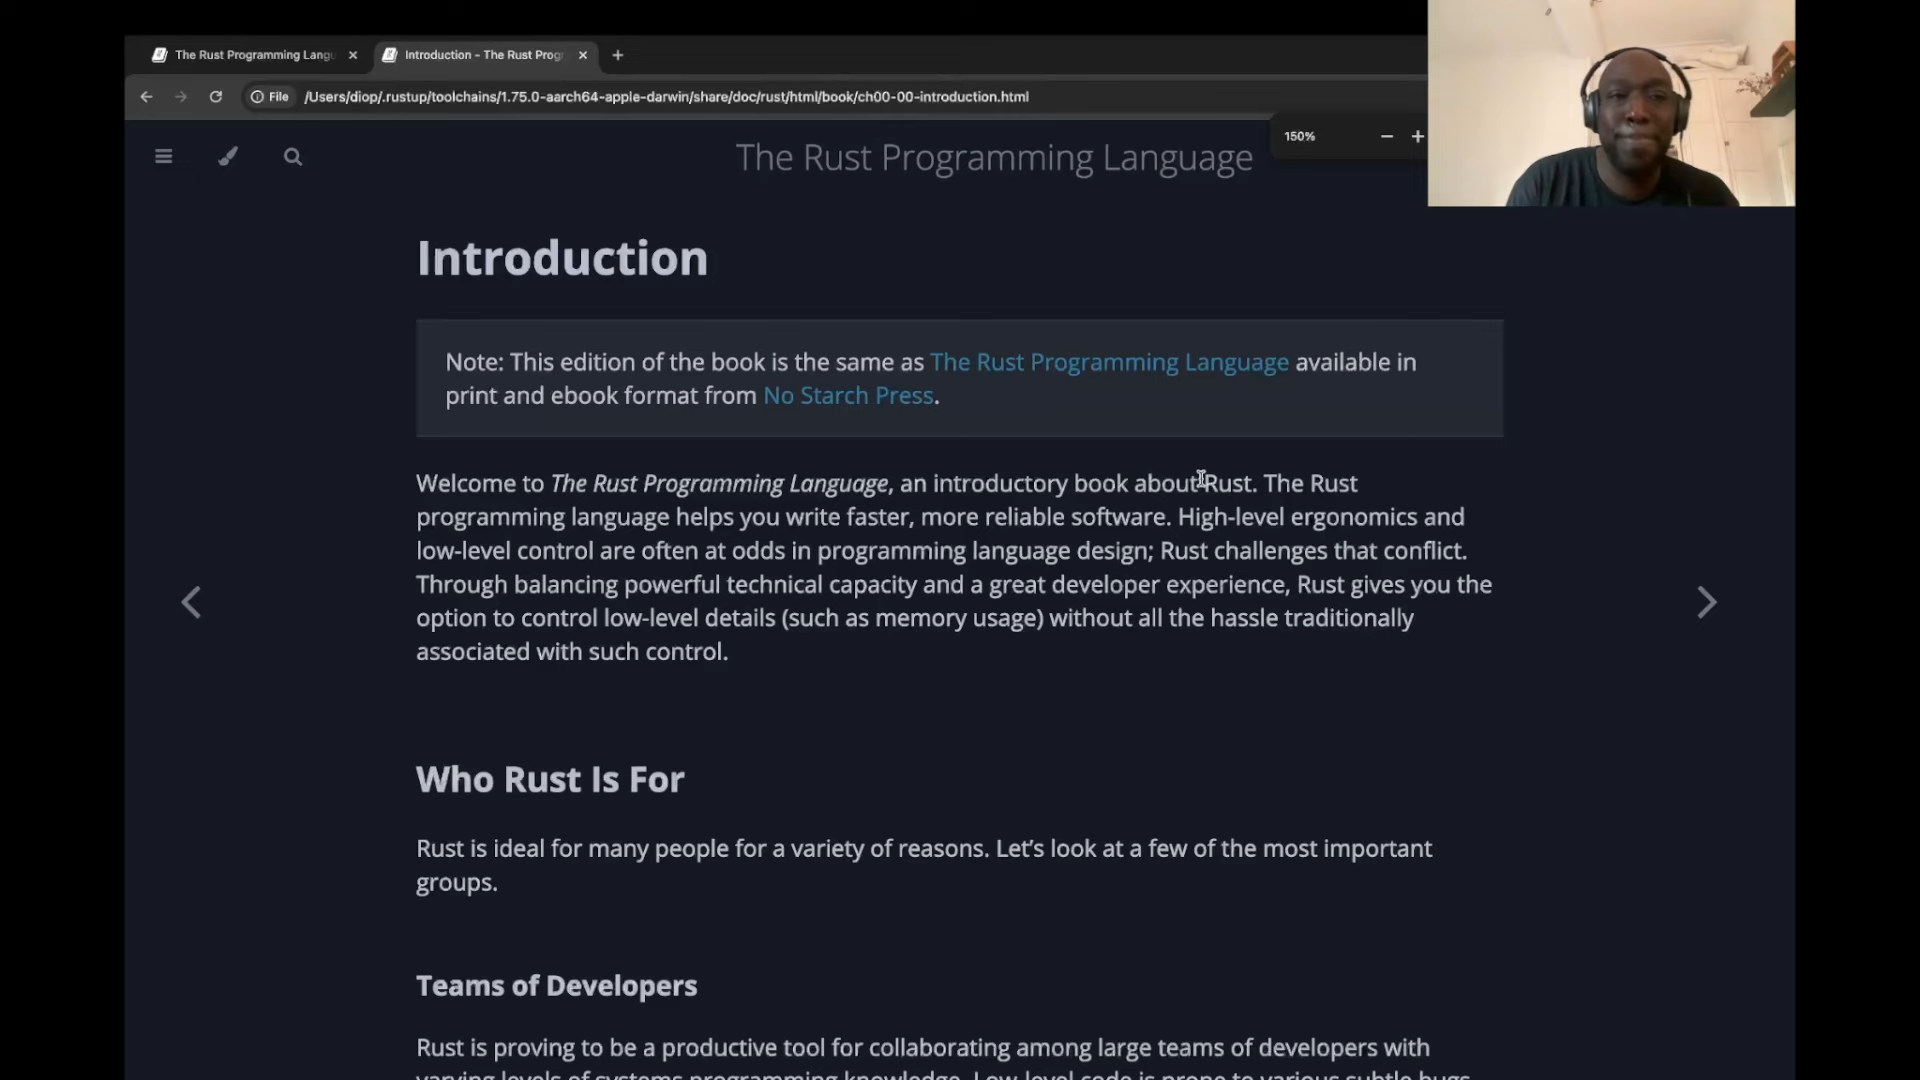 The Rust Programming Langu
Introduction - The Rust Prog
File /Users/diop/.rustup/toolchains/1.75.0-aarch64-apple-darwin/share/doc/rust/html/book/ch00-00-introduction.html
150%
The Rust Programming Language
Introduction
Note: This edition of the book is the same as The Rust Programming Language available in
print and ebook format from No Starch Press.
Welcome to The Rust Programming Language, an introductory book about Rust. The Rust
programming language helps you write faster, more reliable software. High-level ergonomics and
low-level control are often at odds in programming language design; Rust challenges that conflict.
Through balancing powerful technical capacity and a great developer experience, Rust gives you the
option to control low-level details (such as memory usage) without all the hassle traditionally
associated with such control.
Who Rust Is For
Rust is ideal for many people for a variety of reasons. Let’s look at a few of the most important
groups.
Teams of Developers
Rust is proving to be a productive tool for collaborating among large teams of developers with
varying levels of systems programming knowledge. Low-level code is prone to various subtle bugs,